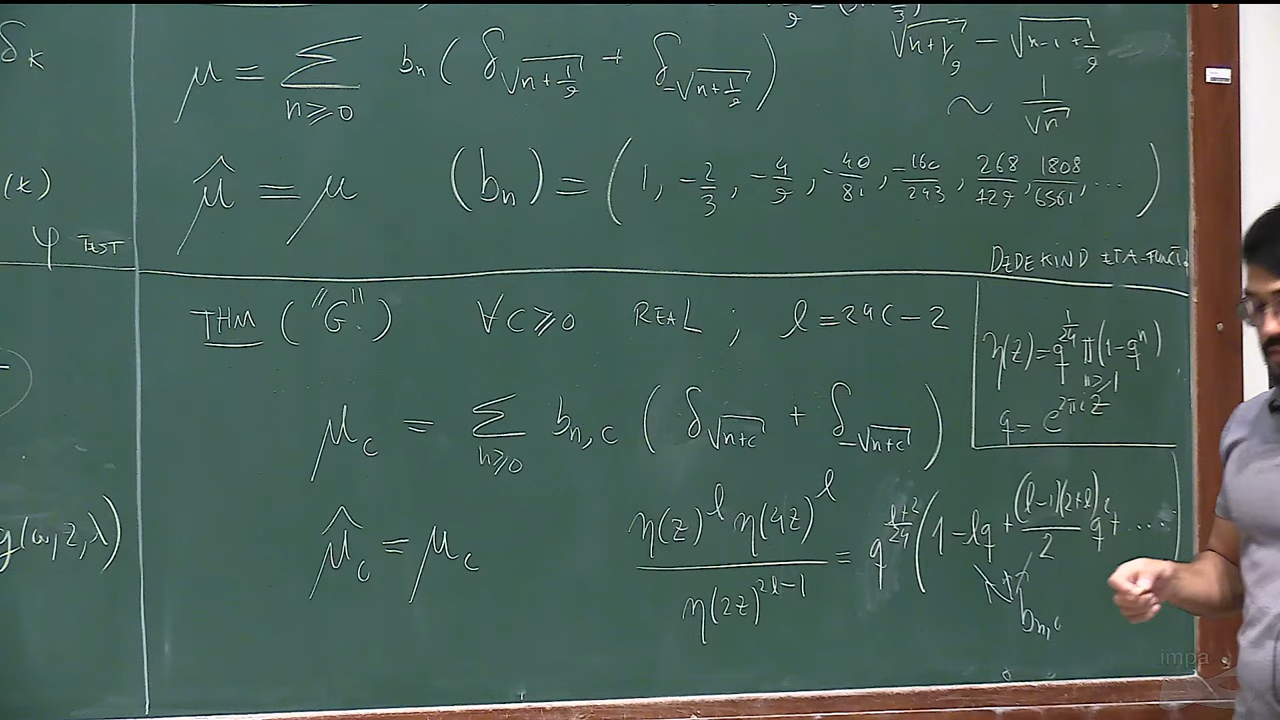 δ_k
(k)
φ TEST
g(ω,z,λ)
μ = Σ_{n≥0} b_n (δ_{√(n+1/9)} + δ_{-√(n+1/9)})
√(n+1/9) - √(n-1+1/9)
~ 1/√n
μ̂ = μ (b_n) = (1, -2/3, -4/9, -40/81, -160/243, 268/729, 1808/6561, ...)
THM ("G.") ∀c≥0 REAL ; l = 24c-2
μ_c = Σ_{n≥0} b_{n,c} (δ_{√(n+c)} + δ_{-√(n+c)})
μ̂_c = μ_c
η(z)^l η(4z)^l / η(2z)^{2l-1} = q^{(l+2)/24} (1 - lq + (l-1)(2+l)/2 q^2 + .....
b_{n,c}
DEDEKIND ETA-FUNCT.
η(z) = q^{1/24} Π_{n≥1} (1-q^n)
q = e^{2πiz}
impa